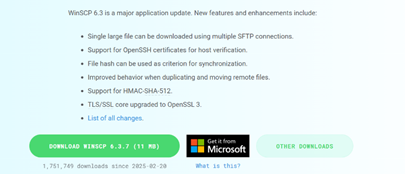 WinSCP 6.3 is a major application update. New features and enhancements include:
Single large file can be downloaded using multiple SFTP connections.
Support for OpenSSH certificates for host verification.
File hash can be used as criterion for synchronization.
Improved behavior when duplicating and moving remote files.
Support for HMAC-SHA-512.
TLS/SSL core upgraded to OpenSSL 3.
List of all changes.
DOWNLOAD WINSCP 6.3.7 (11 MB)
Get it from
Microsoft
OTHER DOWNLOADS
1,751,749 downloads since 2025-02-20
What is this?